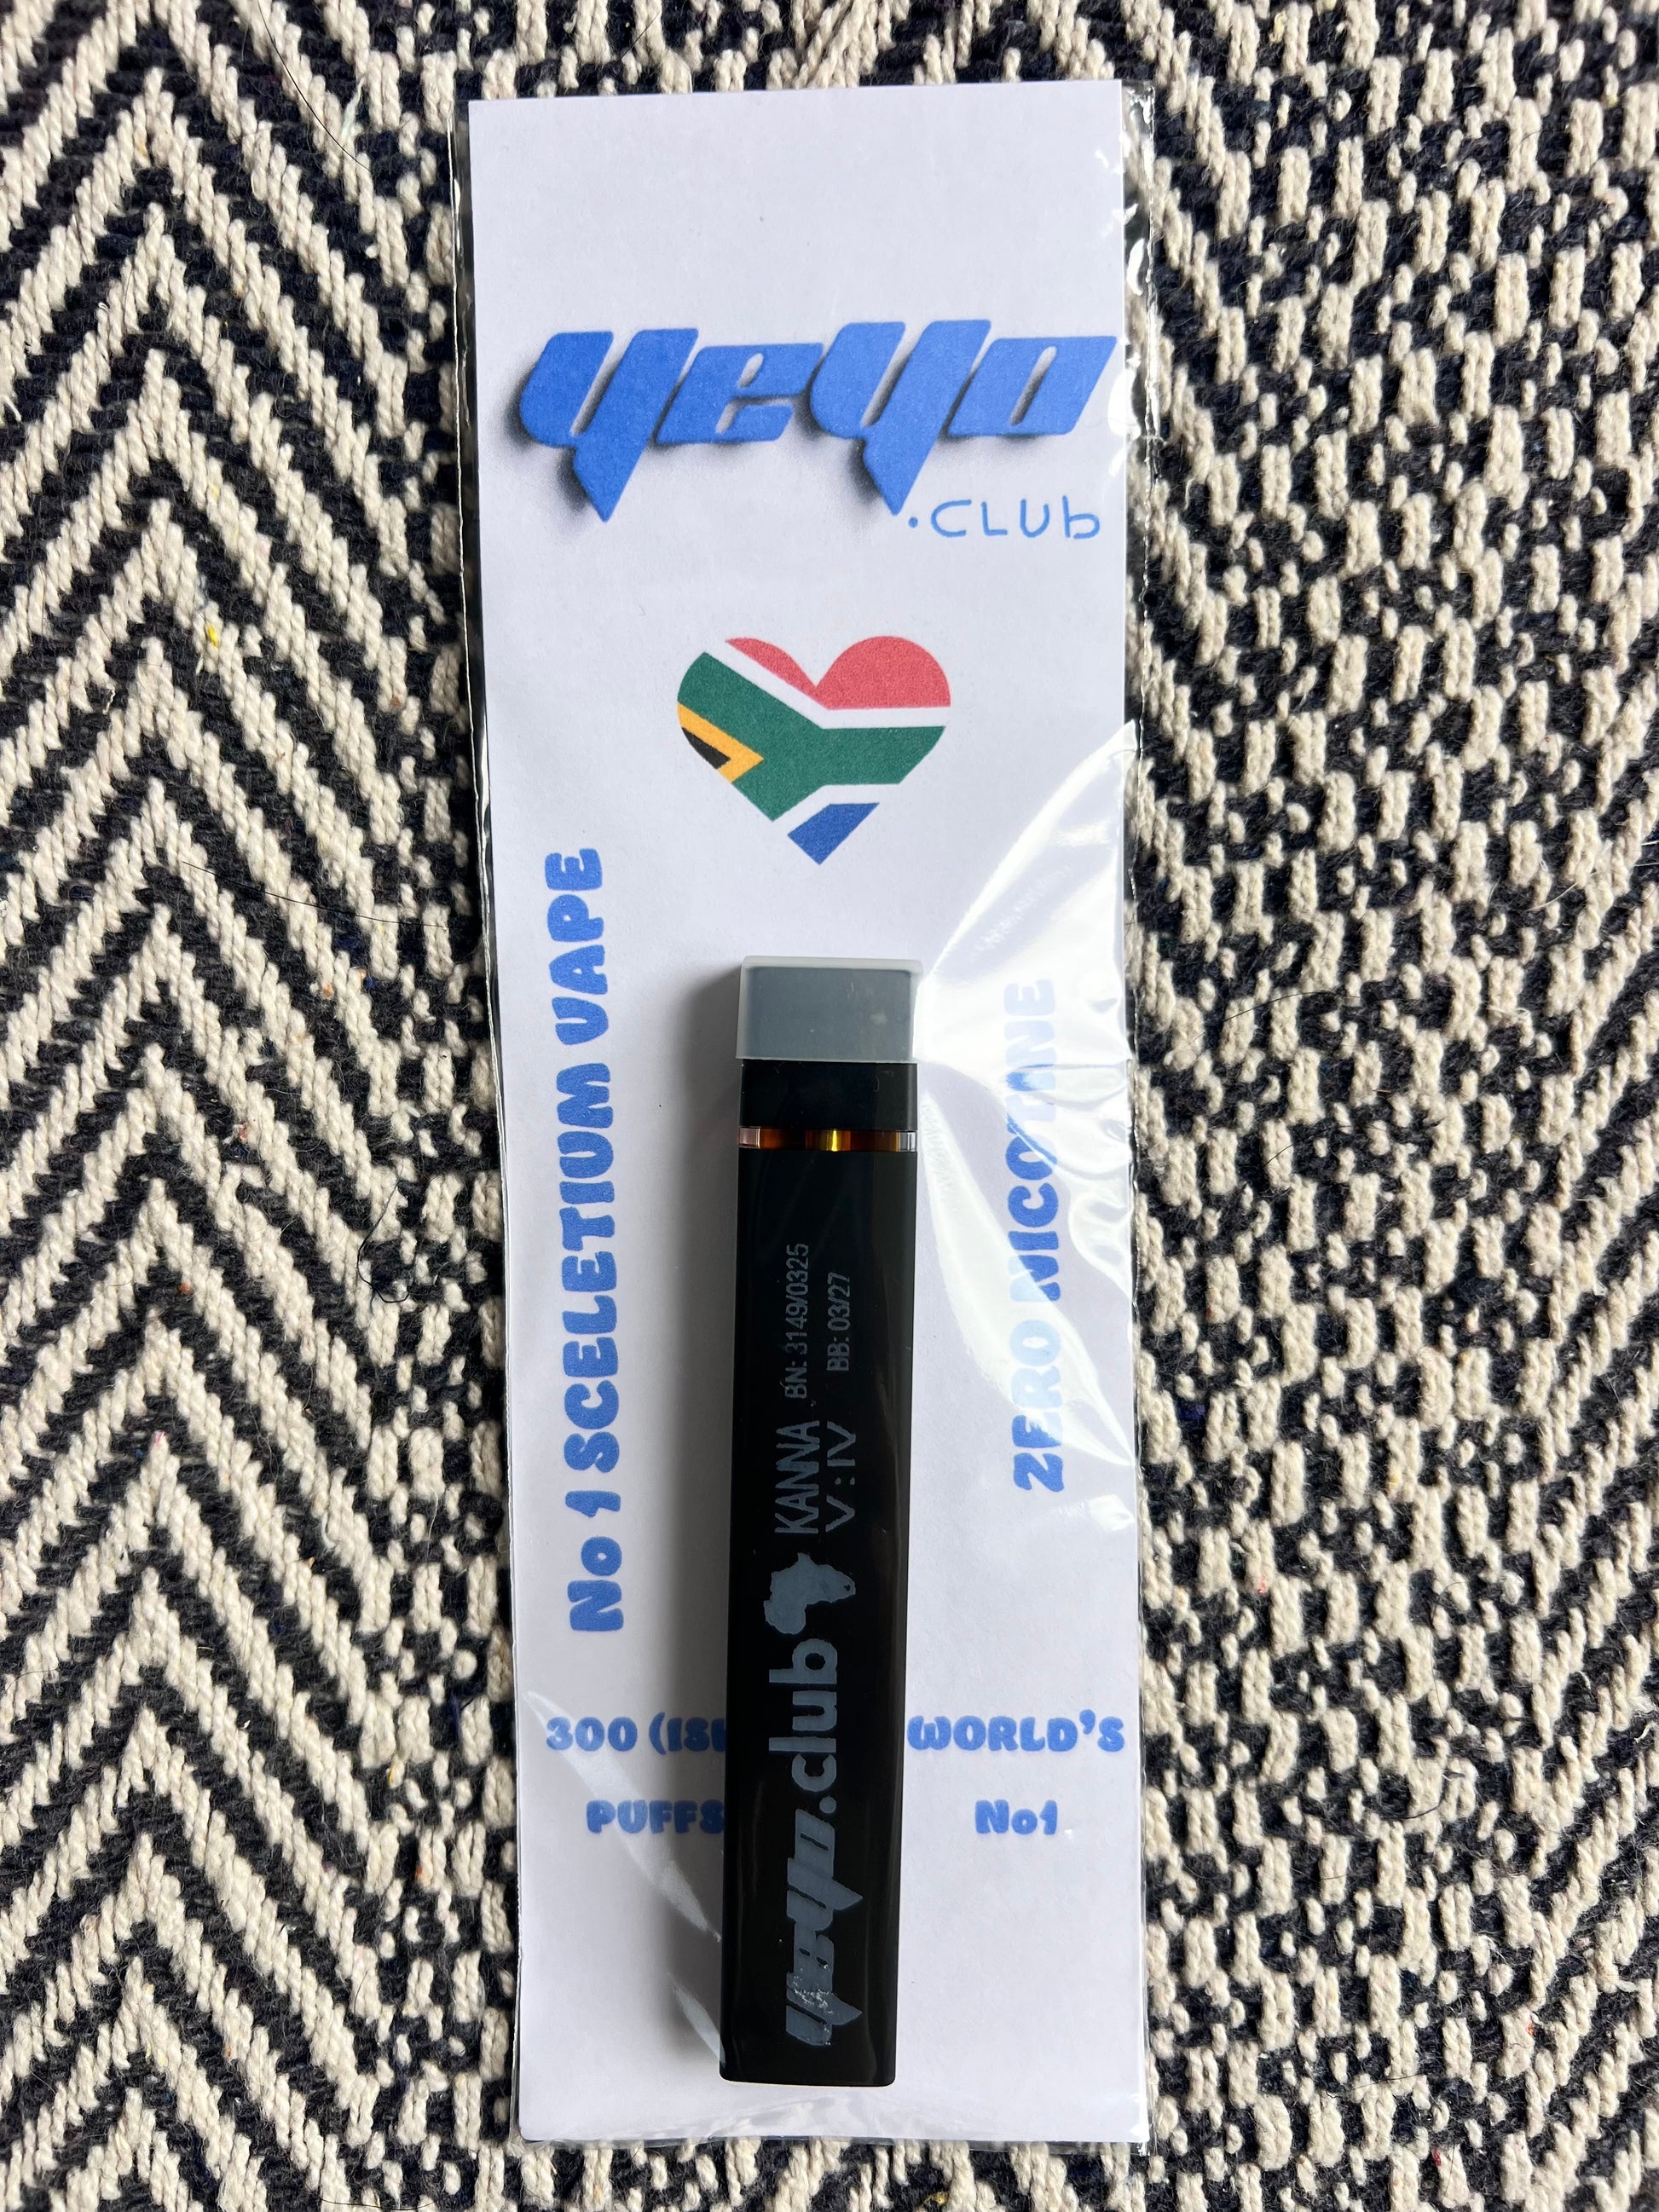 yeyo
.CLUB
No 1 SCELETIUM VAPE
ZERO NICOTINE
300
PUFFS
WORLD'S
No1
yeyo.club
KANNA
V:IV
BN: 3149/0325
BB: 03/27